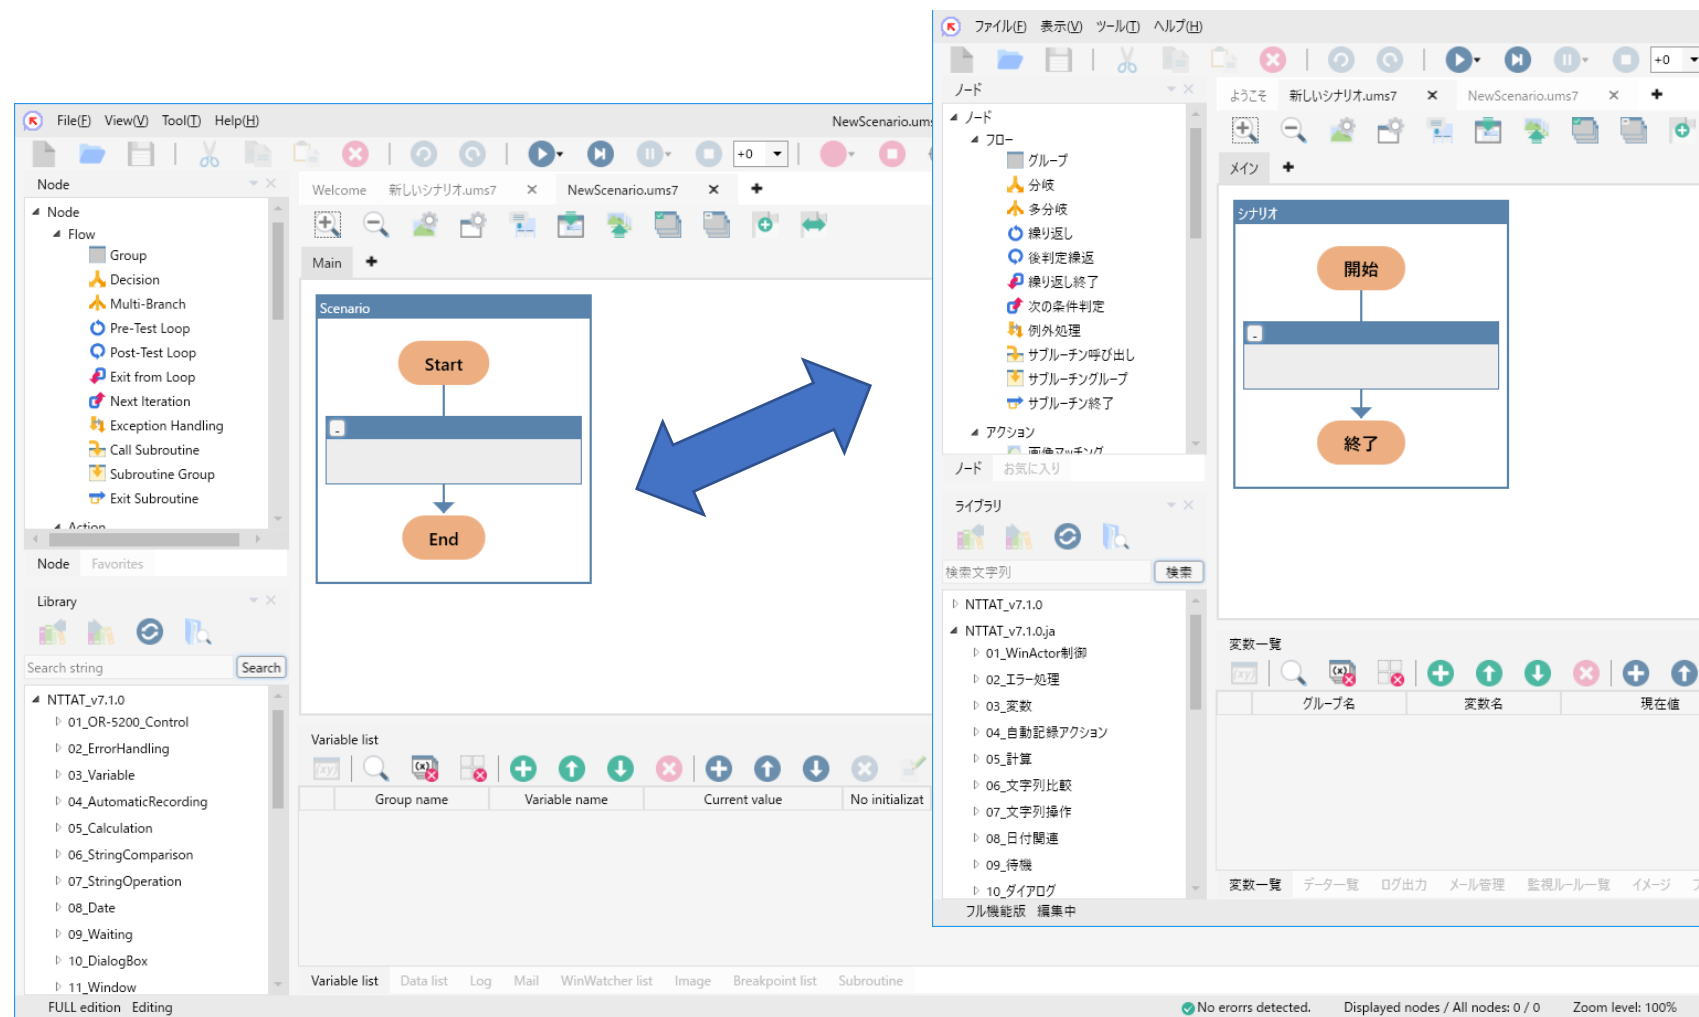 File(F) View(V) Tool(T) Help(H)
NewScenario.ums
+0
Node
Node
Flow
Group
Decision
Multi-Branch
Pre-Test Loop
Post-Test Loop
Exit from Loop
Next Iteration
Exception Handling
Call Subroutine
Subroutine Group
Exit Subroutine
Action
Node Favorites
Library
Search string Search
NTTAT_v7.1.0
01_OR-5200_Control
02_ErrorHandling
03_Variable
04_AutomaticRecording
05_Calculation
06_StringComparison
07_StringOperation
08_Date
09_Waiting
10_DialogBox
11_Window
FULL edition Editing
Welcome 新しいシナリオ.ums7 NewScenario.ums7
Main
Scenario
Start
-
End
Variable list
Group name Variable name Current value No initializat
Variable list Data list Log Mail WinWatcher list Image Breakpoint list Subroutine
No erorrs detected. Displayed nodes / All nodes: 0 / 0 Zoom level: 100%
ファイル(F) 表示(V) ツール(T) ヘルプ(H)
+0
ノード
ノード
フロー
グループ
分岐
多分岐
繰り返し
後判定繰返
繰り返し終了
次の条件判定
例外処理
サブルーチン呼び出し
サブルーチングループ
サブルーチン終了
アクション
画像マッチング
ノード お気に入り
ライブラリ
検索文字列 検索
NTTAT_v7.1.0
NTTAT_v7.1.0.ja
01_WinActor制御
02_エラー処理
03_変数
04_自動記録アクション
05_計算
06_文字列比較
07_文字列操作
08_日付関連
09_待機
10_ダイアログ
フル機能版 編集中
ようこそ 新しいシナリオ.ums7 NewScenario.ums7
メイン
シナリオ
開始
-
終了
変数一覧
グループ名 変数名 現在値
変数一覧 データ一覧 ログ出力 メール管理 監視ルール一覧 イメージ